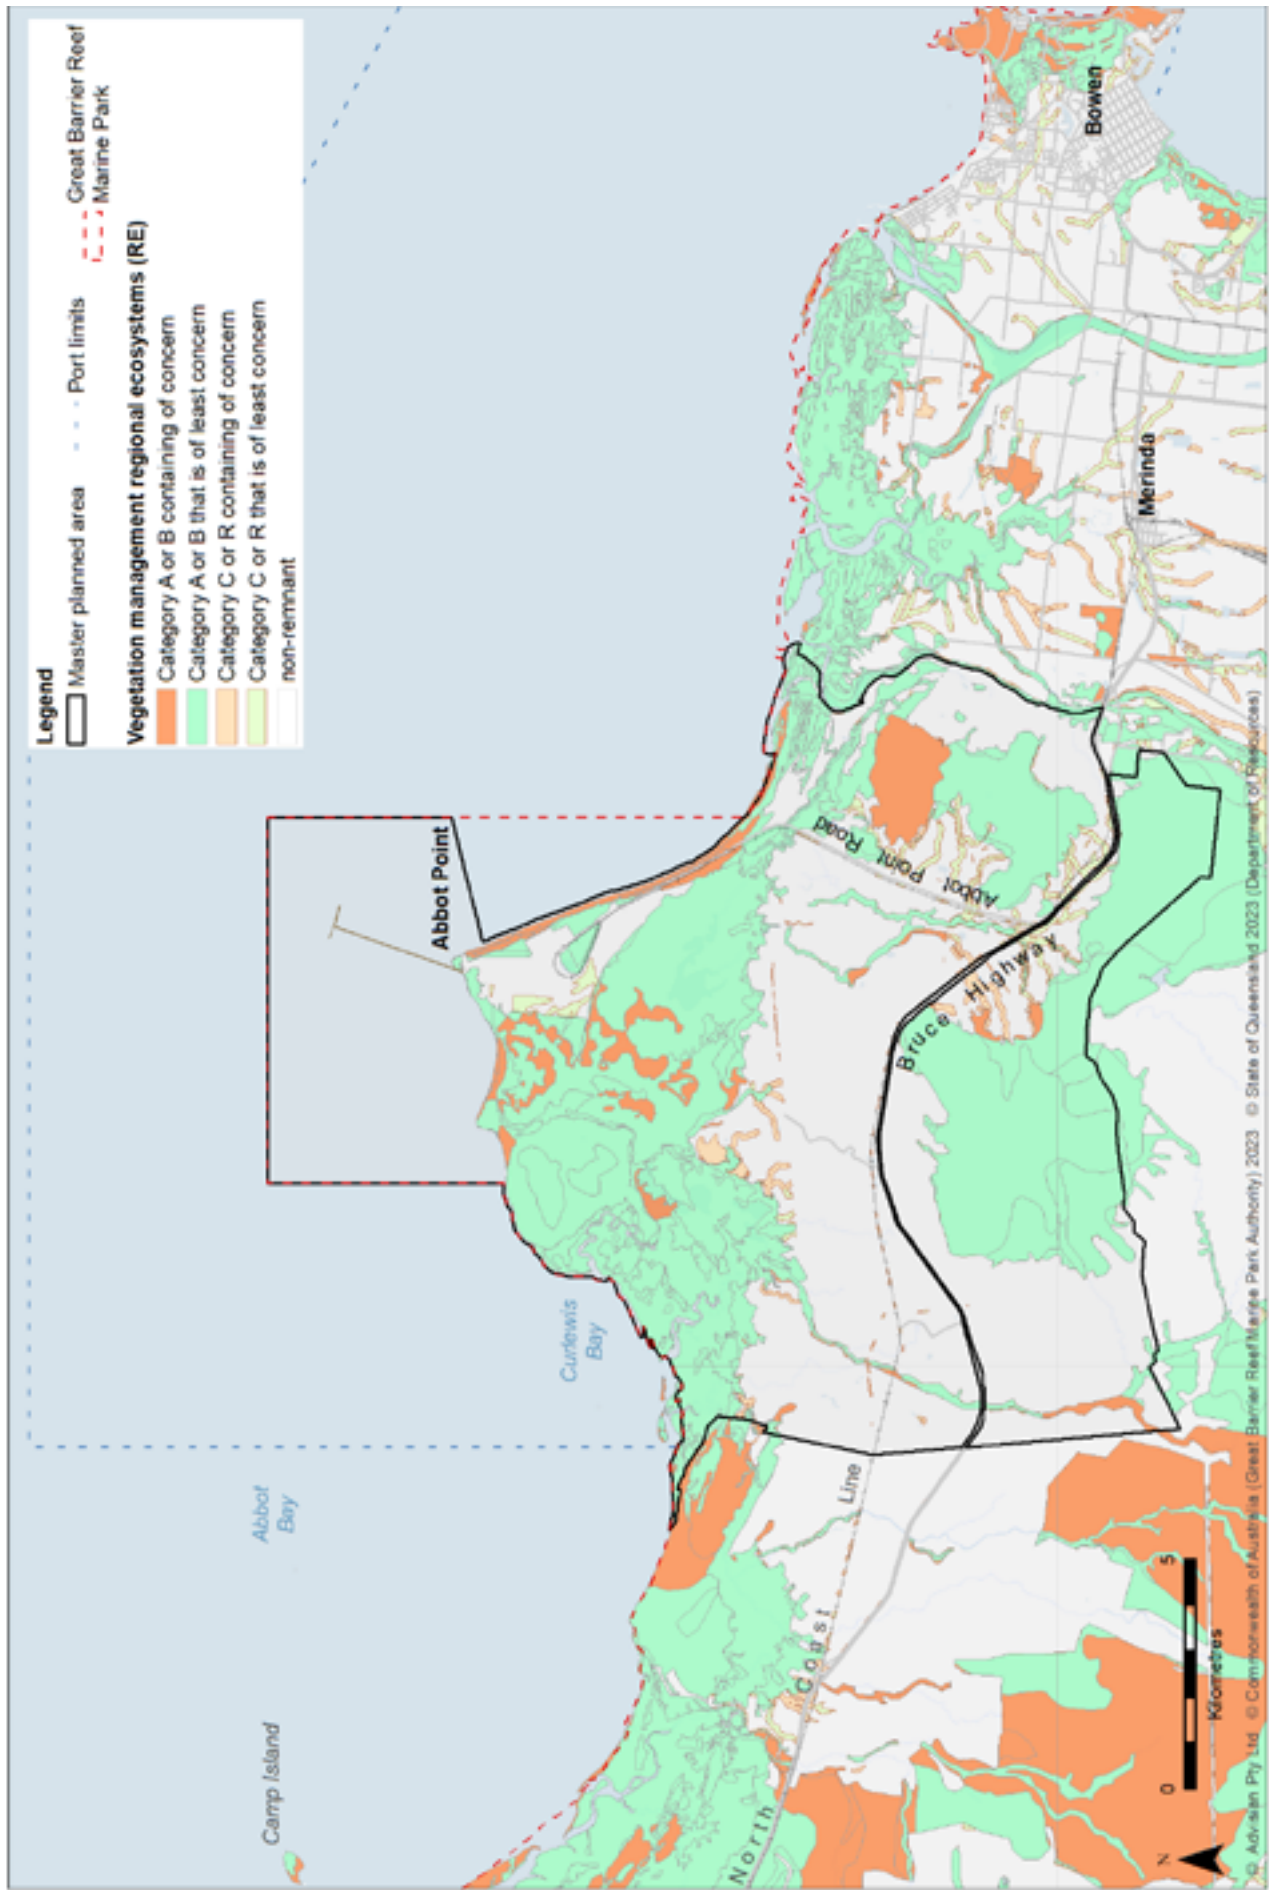 Legend
Master planned area
Port limits
Great Barrier Reef
Marine Park
Vegetation management regional ecosystems (RE)
Category A or B containing of concern
Category A or B that is of least concern
Category C or R containing of concern
Category C or R that is of least concern
non-remnant
Camp Island
Abbot
Bay
Curlewis
Bay
Abbot Point
Abbot Point Road
Bruce Highway
North Coast Line
Merinda
Bowen
N
0
5
Kilometres
© Advisian Pty Ltd © Commonwealth of Australia (Great Barrier Reef Marine Park Authority) 2023 © State of Queensland 2023 (Department of Resources)